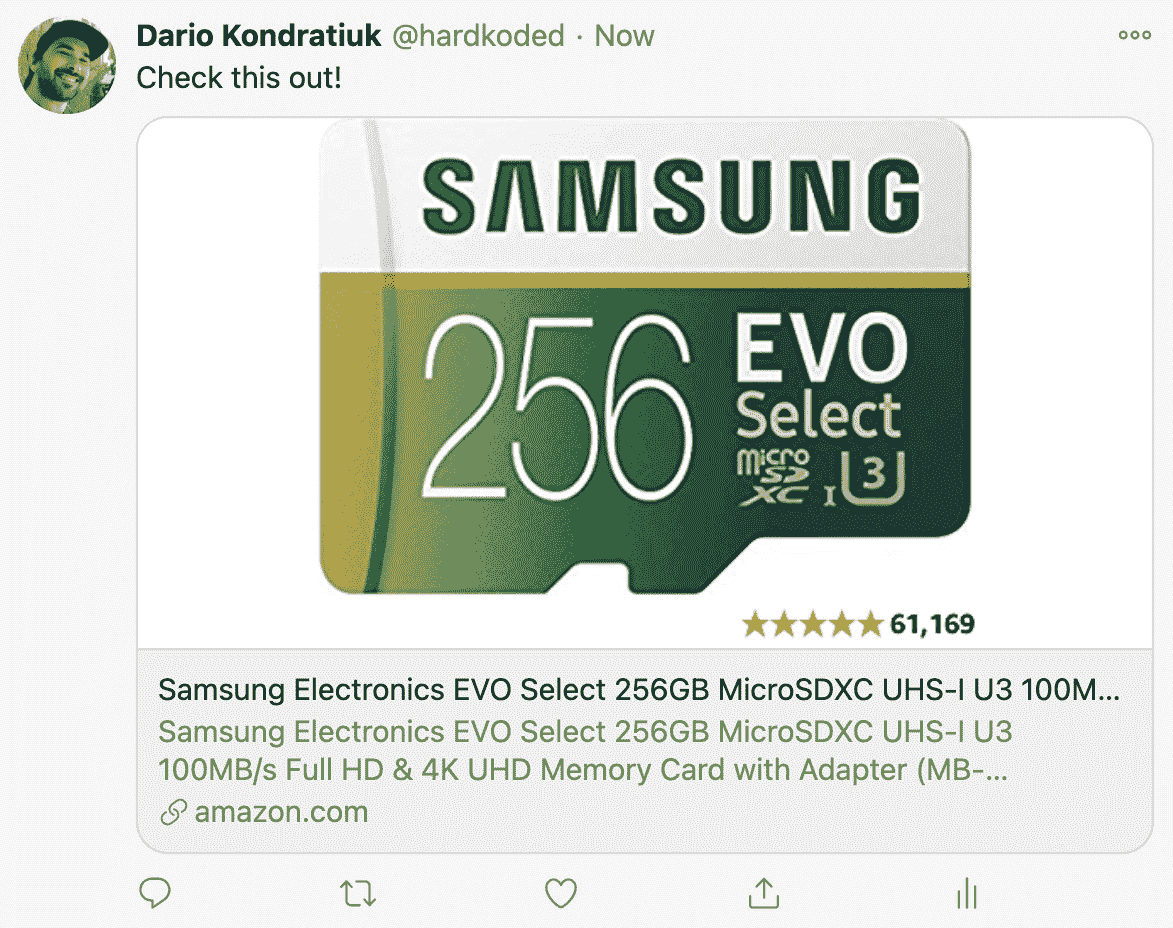 Dario Kondratiuk @hardkoded · Now
Check this out!
SAMSUNG
256
EVO
Select
micro
SD
XC I U3
61,169
Samsung Electronics EVO Select 256GB MicroSDXC UHS-I U3 100M...
Samsung Electronics EVO Select 256GB MicroSDXC UHS-I U3
100MB/s Full HD & 4K UHD Memory Card with Adapter (MB-...
amazon.com